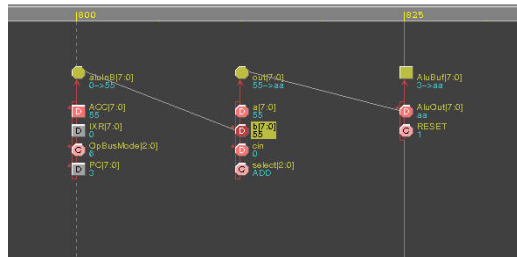 800
825
aluInB[7:0]
0->55
ACC[7:0]
55
IXR[7:0]
0
OpBusMode[2:0]
6
PC[7:0]
3
out[7:0]
55->aa
a[7:0]
55
b[7:0]
55
cin
0
select[2:0]
ADD
AluBuf[7:0]
3->aa
AluOut[7:0]
aa
RESET
1
D
D
C
D
D
D
D
C
D
C